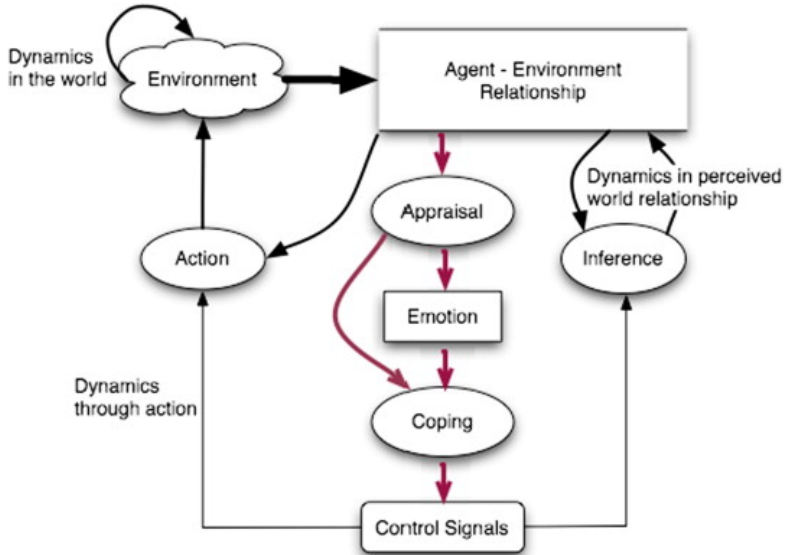 Dynamics
in the world
Environment
Agent - Environment
Relationship
Dynamics in perceived
world relationship
Appraisal
Action
Inference
Emotion
Dynamics
through action
Coping
Control Signals